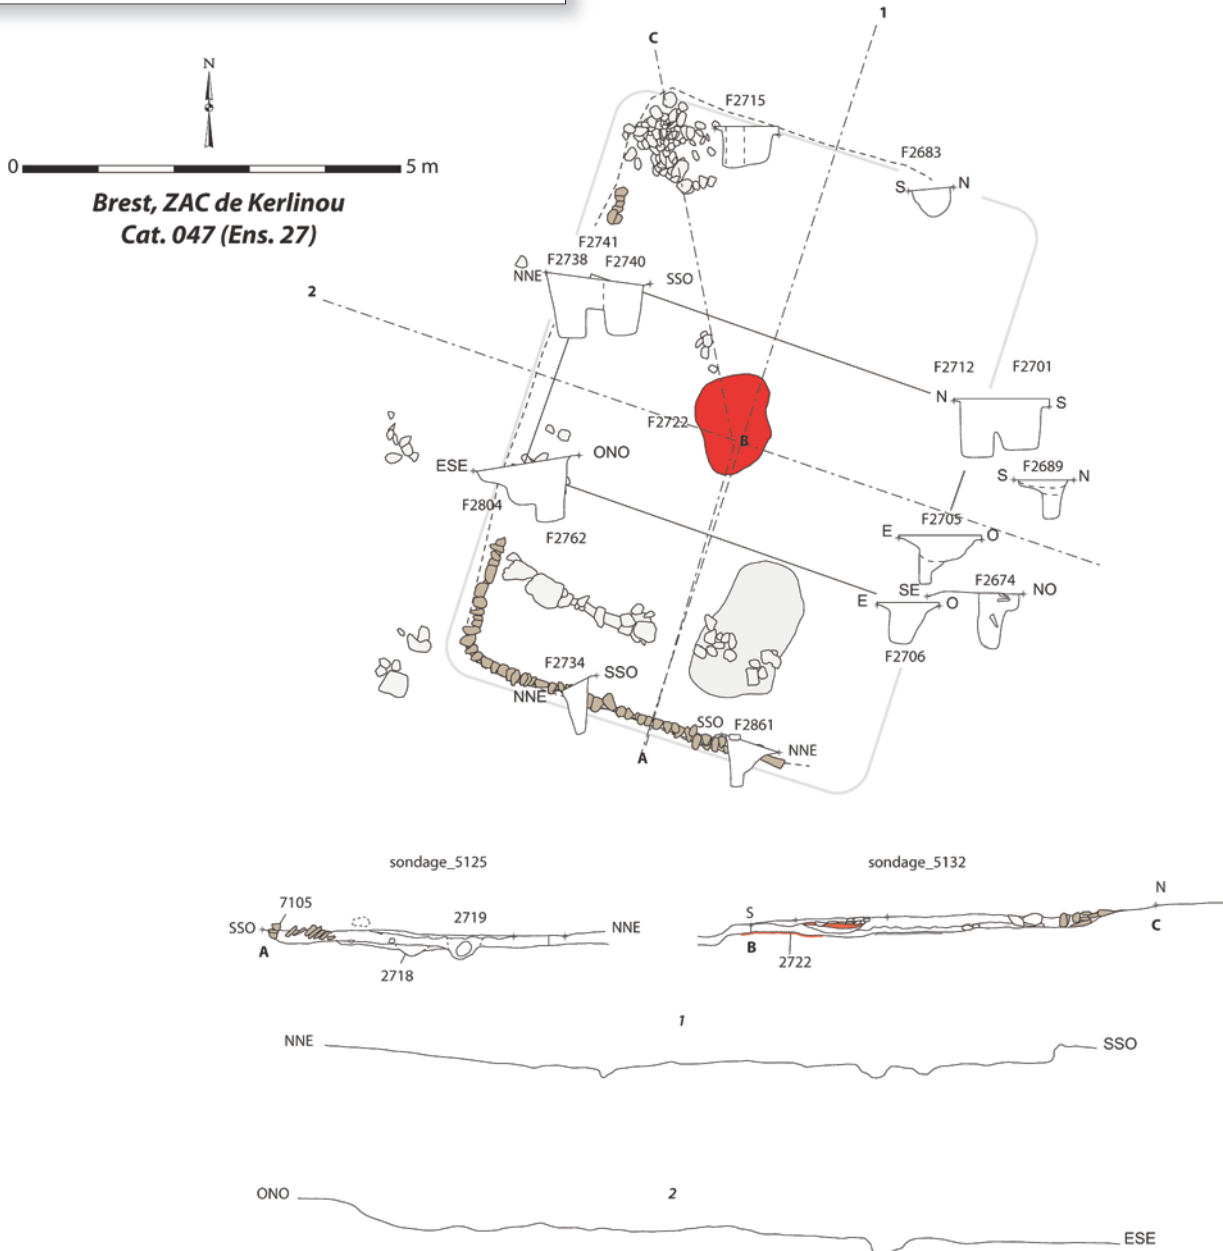 1
C
N
F2715
0 5 m
F2683
S N
Brest, ZAC de Kerlinou
Cat. 047 (Ens. 27)
F2741
F2738 F2740
NNE SSO
2
F2712 F2701
N S
F2722
B
ONO
ESE
F2689
S N
F2804
F2705
E O
F2762
SE F2674 NO
E O
F2706
F2734 SSO
NNE
SSO F2861
NNE
A
sondage_5125 sondage_5132
7105 N
SSO 2719 NNE S
A B C
2718 2722
1
NNE SSO
ONO 2
ESE